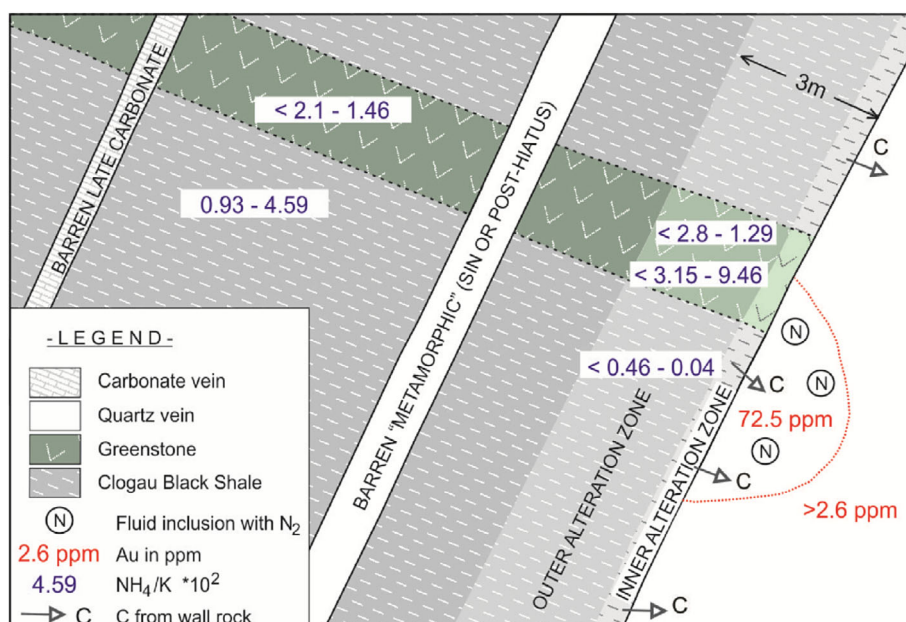 C
3m
< 2.1 - 1.46
C
BARREN LATE CARBONATE
0.93 - 4.59
BARREN "METAMORPHIC" (SIN OR POST-HIATUS)
< 2.8 - 1.29
< 3.15 - 9.46
N
< 0.46 - 0.04
C
N
72.5 ppm
N
C
>2.6 ppm
OUTER ALTERATION ZONE
INNER ALTERATION ZONE
C
- L E G E N D -
Carbonate vein
Quartz vein
Greenstone
Clogau Black Shale
N Fluid inclusion with N₂
2.6 ppm Au in ppm
4.59 NH₄/K *10²
C C from wall rock